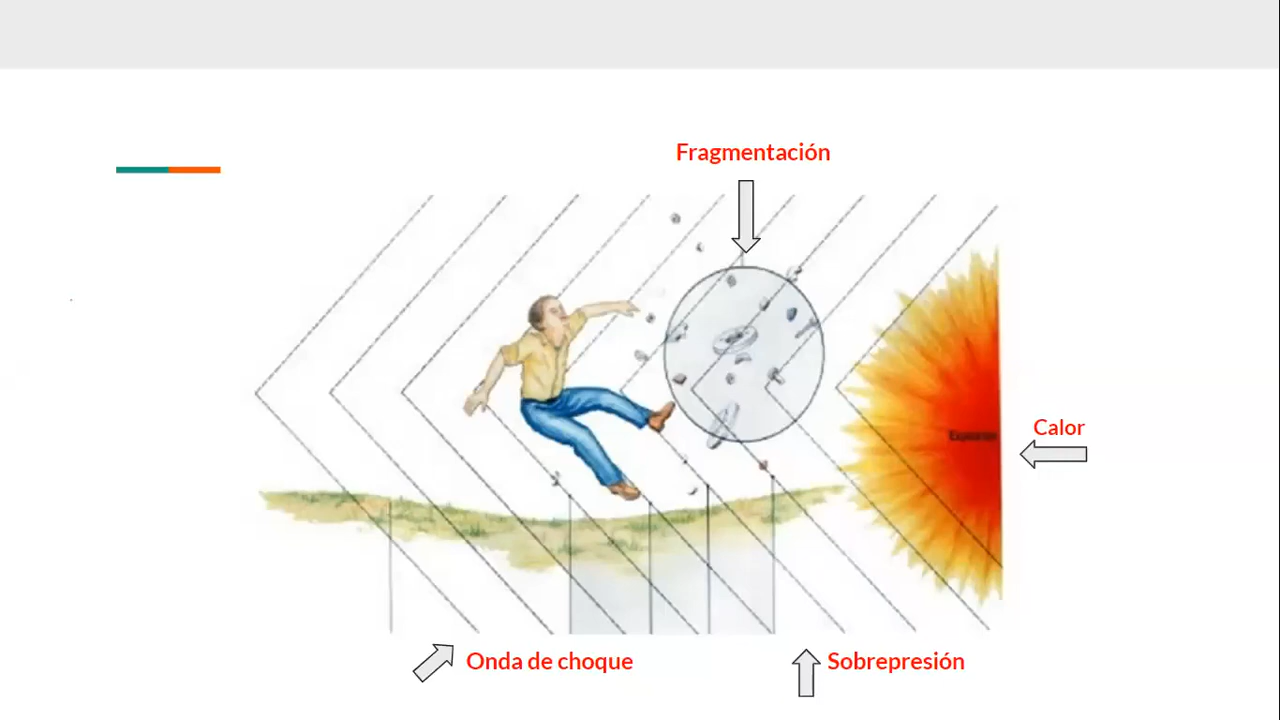 Fragmentación
Calor
Onda de choque
Sobrepresión